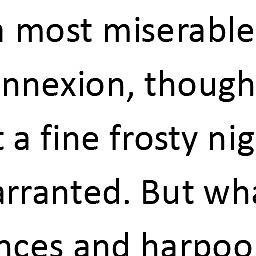 most miserable
nnexion, though
a fine frosty nig
arranted. But wha
nces and harpoo